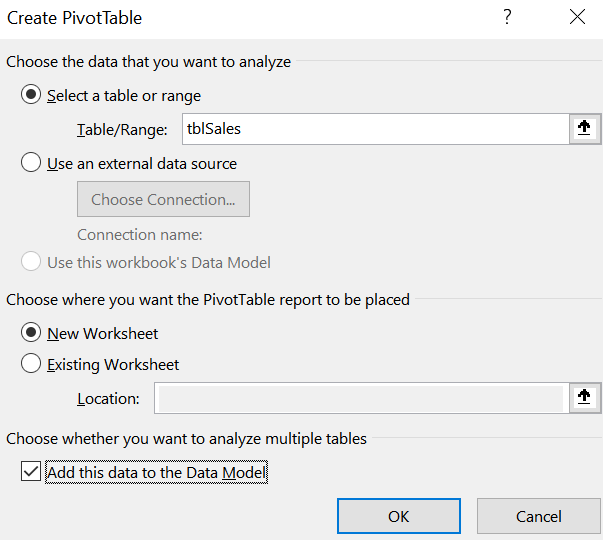 Create PivotTable ?
Choose the data that you want to analyze
Select a table or range
Table/Range: tblSales
Use an external data source
Choose Connection...
Connection name:
Use this workbook's Data Model
Choose where you want the PivotTable report to be placed
New Worksheet
Existing Worksheet
Location:
Choose whether you want to analyze multiple tables
Add this data to the Data Model
OK Cancel